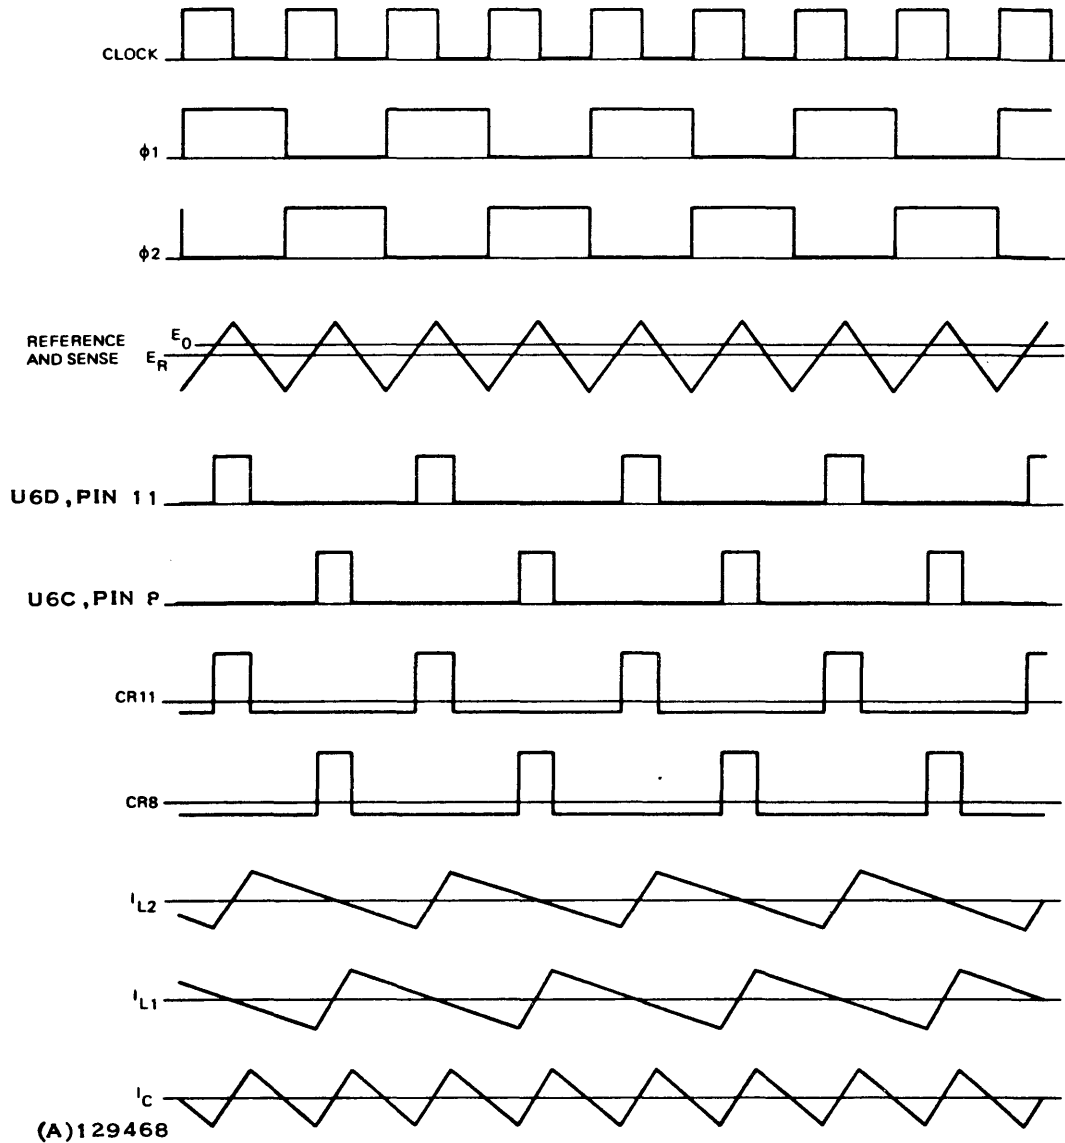 CLOCK
ϕ1
ϕ2
REFERENCE
AND SENSE
E0
ER
U6D, PIN 11
U6C, PIN
CR11
CR8
IL2
IL1
IC
(A)129468